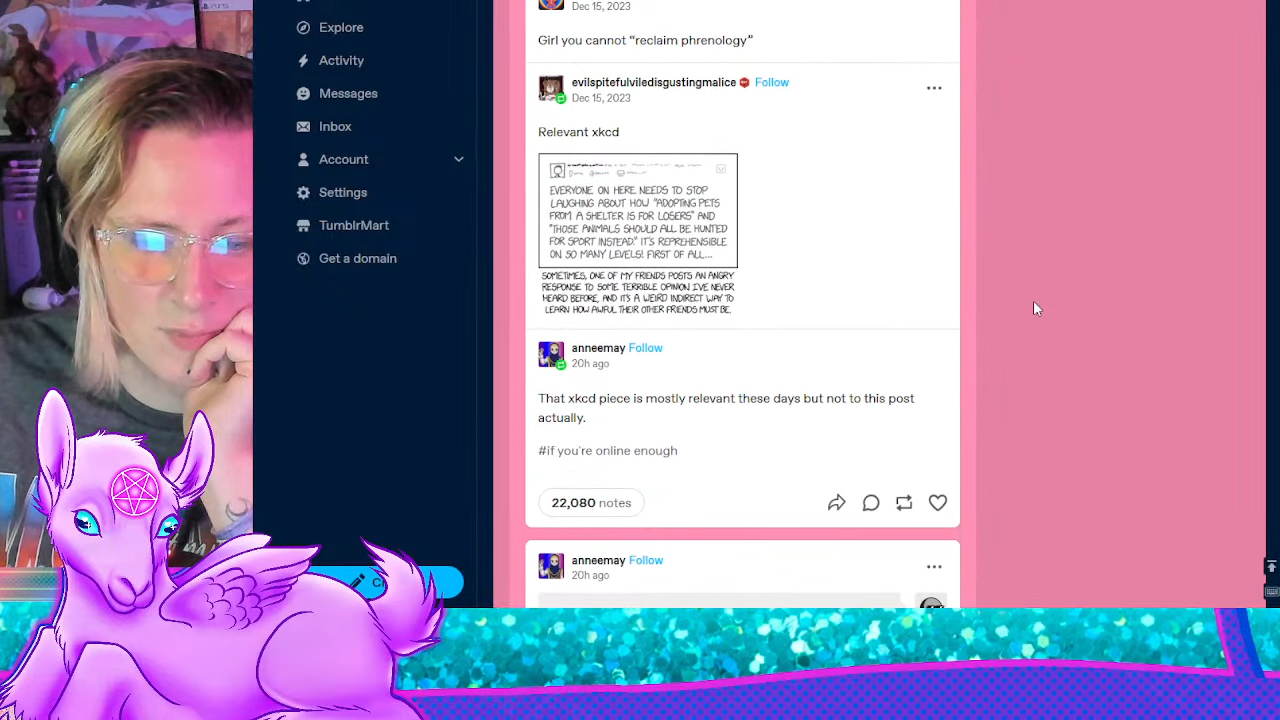 Dec 15, 2023
Explore
Activity
Messages
Inbox
Account
Settings
TumblrMart
Get a domain
Girl you cannot “reclaim phrenology”
evilspitefulviledisgustingmalice Follow
Dec 15, 2023
Relevant xkcd
EVERYONE ON HERE NEEDS TO STOP
LAUGHING ABOUT HOW "ADOPTING PETS
FROM A SHELTER IS FOR LOSERS" AND
"THOSE ANIMALS SHOULD ALL BE HUNTED
FOR SPORT INSTEAD." IT'S REPREHENSIBLE
ON SO MANY LEVELS! FIRST OF ALL...
SOMETIMES, ONE OF MY FRIENDS POSTS AN ANGRY
RESPONSE TO SOME TERRIBLE OPINION I'VE NEVER
HEARD BEFORE, AND IT'S A WEIRD INDIRECT WAY TO
LEARN HOW AWFUL THEIR OTHER FRIENDS MUST BE.
anneemay Follow
20h ago
That xkcd piece is mostly relevant these days but not to this post
actually.
#if you're online enough
22,080 notes
anneemay Follow
20h ago